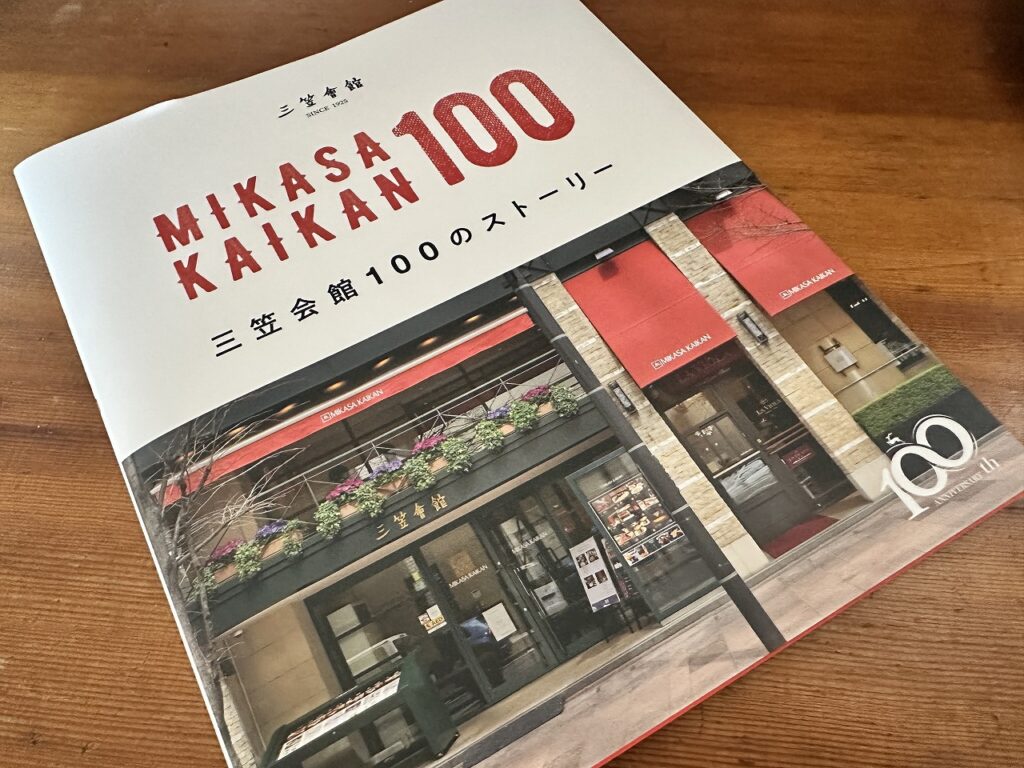 三笠會館
SINCE 1925
MIKASA
KAIKAN
100
三笠会館100のストーリー
MIKASA KAIKAN
MIKASA KAIKAN
MIKASA KAIKAN
三笠會館
MIKASA KAIKAN
100th
ANNIVERSARY